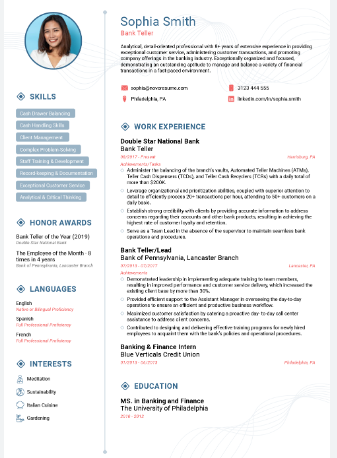 Sophia Smith
Bank Teller
Analytical, detail-oriented professional with 8+ years of extensive experience in providing
exceptional customer service, administering customer transactions, and promoting
company offerings in the banking industry. Exceptionally organized and focused,
demonstrating an outstanding aptitude to manage and balance a variety of financial
transactions in a fast-paced environment.
sophia@novoresume.com
3123 444 555
Philadelphia, PA
linkedin.com/in/sophia.smith
SKILLS
Cash Drawer Balancing
Cash Handling Skills
Client Management
Complex Problem Solving
Staff Training & Development
Record-keeping & Documentation
Exceptional Customer Service
Analytical & Critical Thinking
HONOR AWARDS
Bank Teller of the Year (2019)
Double Star National Bank
The Employee of the Month - 8
times in 4 years
Bank of Pennsylvania, Lancaster Branch
LANGUAGES
English
Native or Bilingual Proficiency
Spanish
Full Professional Proficiency
French
Full Professional Proficiency
INTERESTS
Meditation
Sustainability
Italian Cuisine
Gardening
WORK EXPERIENCE
Double Star National Bank
Bank Teller
Present
Achievements/Tasks
Administer the balancing of the branch's vaults, Automated Teller Machines (ATMs),
Teller Cash Dispensers (TCDs), and Teller Cash Recyclers (TCRs) with a daily total of
more than $200K.
Leverage organizational and prioritization abilities, coupled with superior attention to
detail to efficiently process 20+ transactions per hour, attending to 50+ customers on a
daily base.
Establish strong credibility with clients by providing accurate information to address
concerns regarding their accounts and other bank products, resulting in achieving the
highest rate of customer loyalty and retention.
Serve as a Team Lead in the absence of the supervisor to maintain seamless bank
operations and procedures.
Bank Teller/Lead
Bank of Pennsylvania, Lancaster Branch
Lancaster, PA
Achievements
Demonstrated leadership in implementing adequate training to team members,
resulting in improved performance and customer service delivery, which increased the
existing client base by more than 30%.
Provided efficient support to the Assistant Manager in overseeing the day-to-day
operations to ensure an efficient and productive business workflow.
Maximized customer satisfaction by catering a proactive day-to-day call center
assistance to address client concerns.
Contributed to designing and delivering effective training programs for newly hired
employees to acquaint them with the bank's policies and operational procedures.
Banking & Finance Intern
Blue Verticals Credit Union
Philadelphia, PA
EDUCATION
MS. in Banking and Finance
The University of Philadelphia